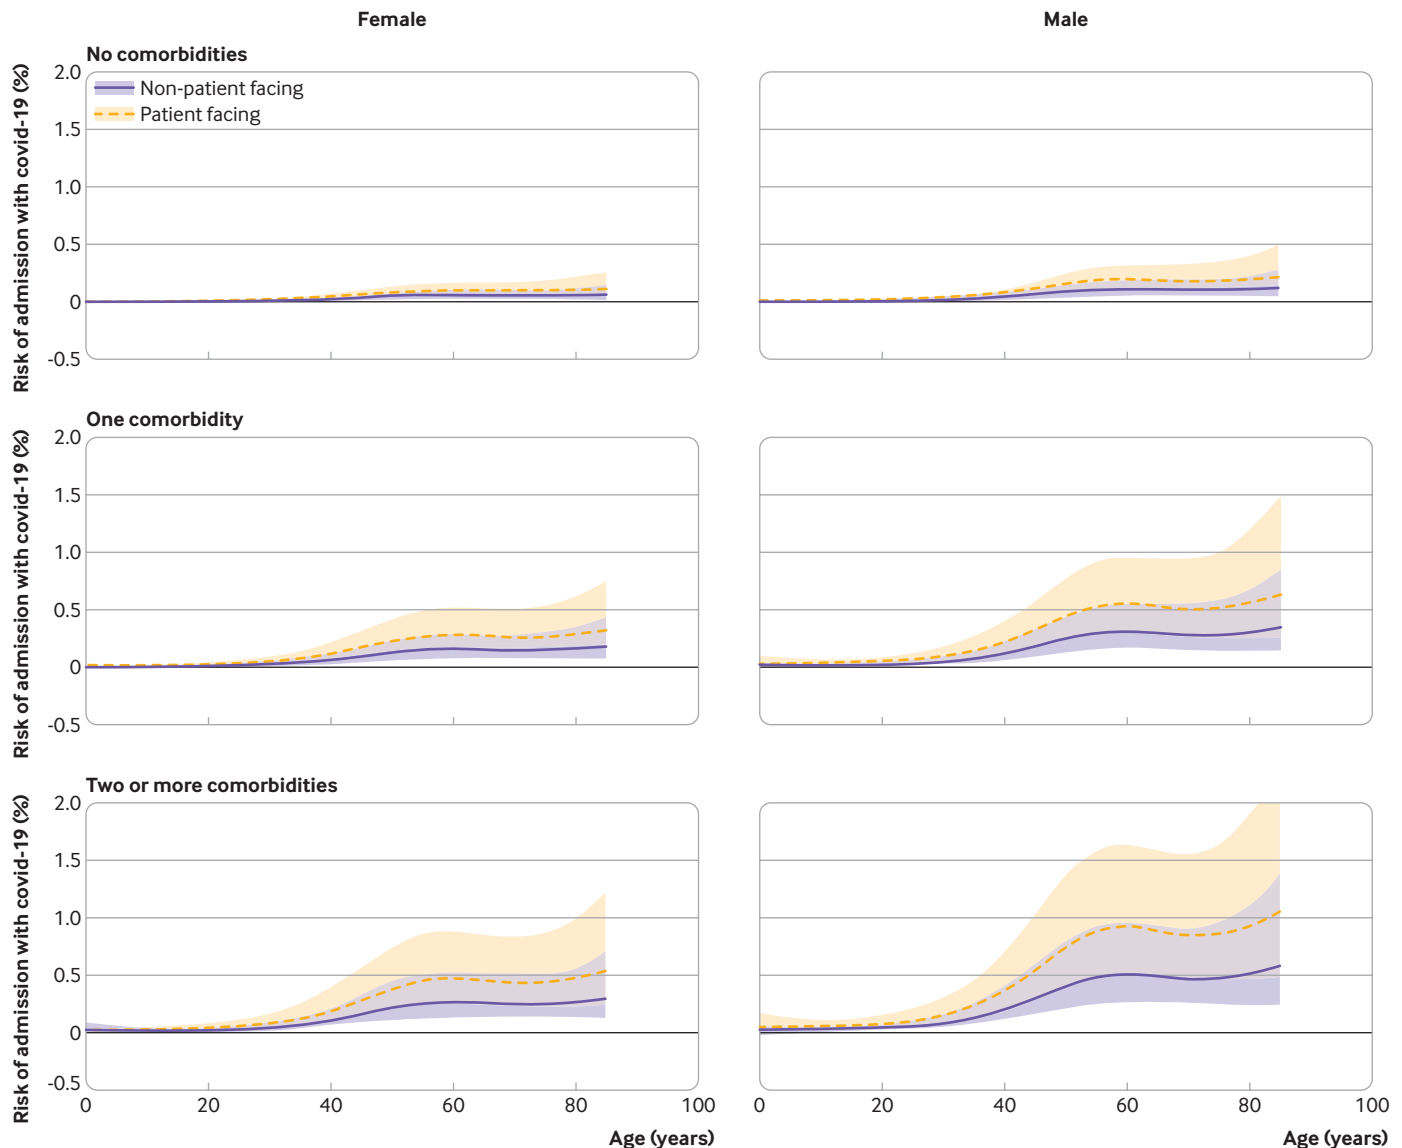 Female
Male
No comorbidities
Risk of admission with covid-19 (%)
2.0
1.5
1.0
0.5
0
-0.5
Non-patient facing
Patient facing
One comorbidity
Risk of admission with covid-19 (%)
2.0
1.5
1.0
0.5
0
-0.5
Two or more comorbidities
Risk of admission with covid-19 (%)
2.0
1.5
1.0
0.5
0
-0.5
0 20 40 60 80 100
Age (years)
0 20 40 60 80 100
Age (years)